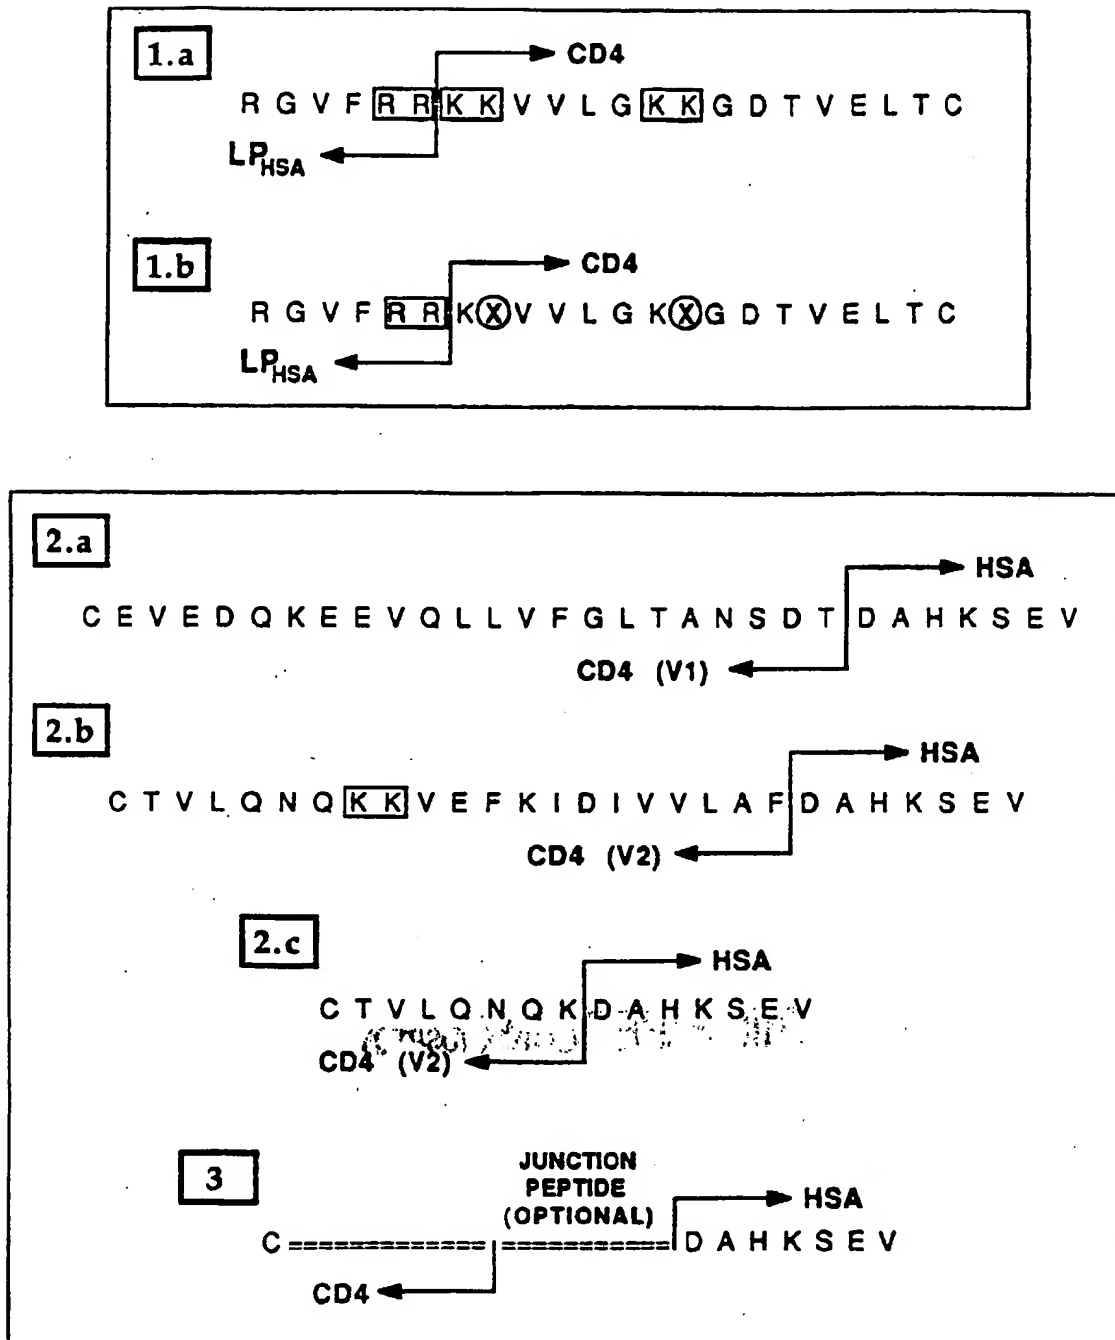 1.a
CD4
R G V F R R K K V V L G K K G D T V E L T C
LPHSA
1.b
CD4
R G V F R R K X V V L G K X G D T V E L T C
LPHSA
2.a
HSA
C E V E D Q K E E V Q L L V F G L T A N S D T D A H K S E V
CD4 (V1)
2.b
HSA
C T V L Q N Q K K V E F K I D I V V L A F D A H K S E V
CD4 (V2)
2.c
HSA
C T V L Q N Q K D A H K S E V
CD4 (V2)
3
JUNCTION
PEPTIDE
(OPTIONAL)
HSA
C D A H K S E V
CD4